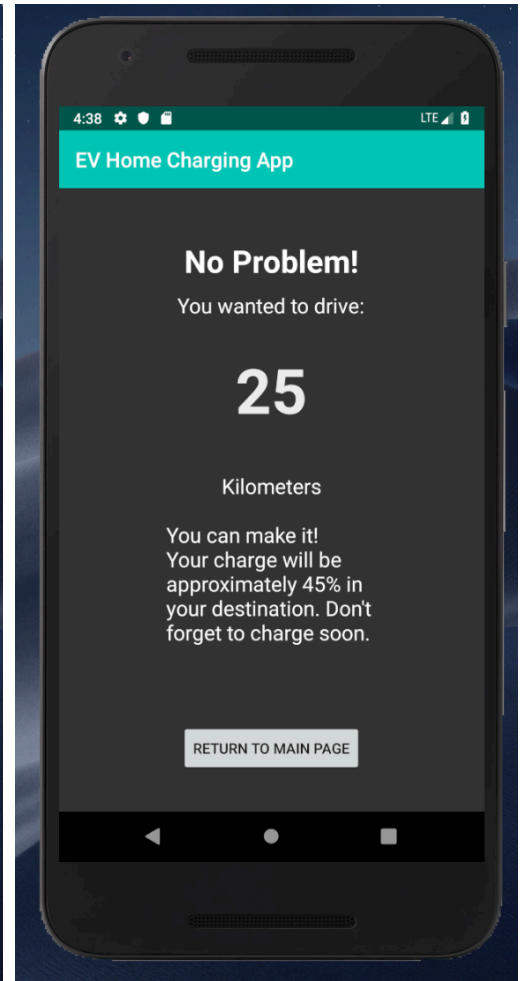 4:38 LTE
EV Home Charging App
No Problem!
You wanted to drive:
25
Kilometers
You can make it!
Your charge will be
approximately 45% in
your destination. Don't
forget to charge soon.
RETURN TO MAIN PAGE